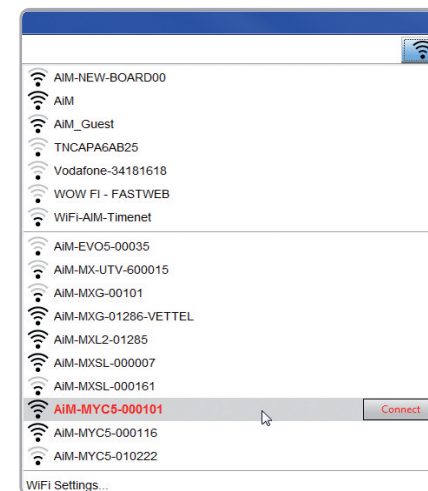 AiM-NEW-BOARD00
AiM
AiM_Guest
TNCAPA6AB25
Vodafone-34181618
WOW FI - FASTWEB
WiFi-AiM-Timenet
AiM-EVO5-00035
AiM-MX-UTV-600015
AiM-MXG-00101
AiM-MXG-01286-VETTEL
AiM-MXL2-01285
AiM-MXSL-000007
AiM-MXSL-000161
AiM-MYC5-000101 Connect
AiM-MYC5-000116
AiM-MYC5-010222
WiFi Settings...